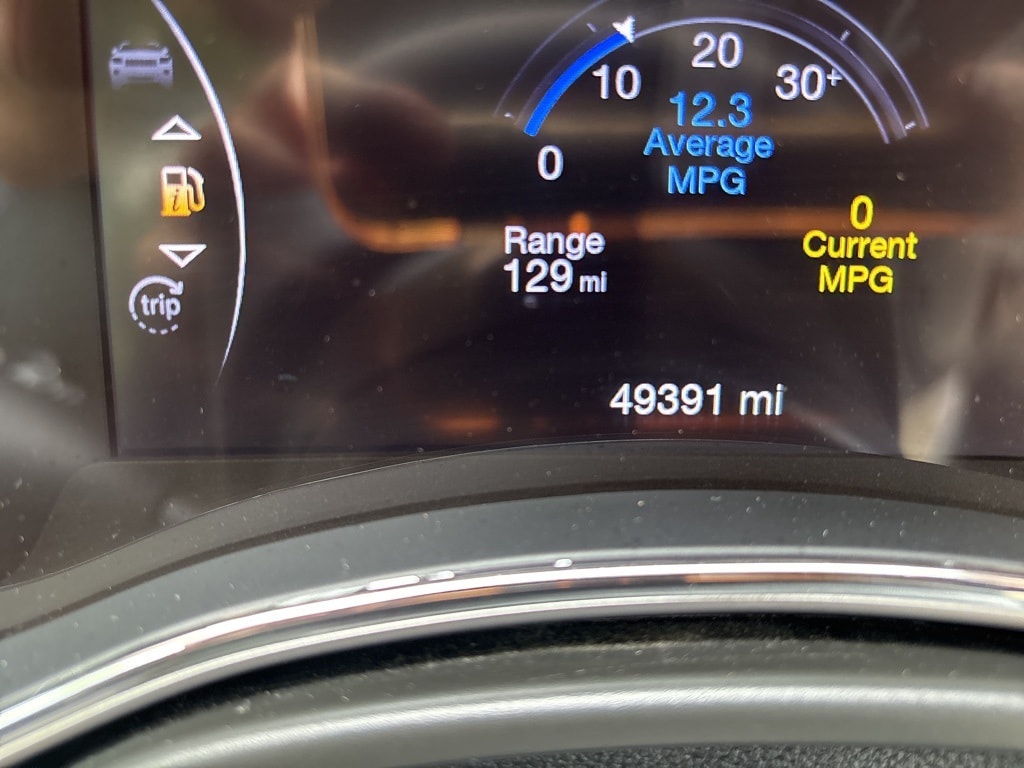 20
10
30+
12.3
Average
MPG
0
0
Current
MPG
Range
129 mi
trip
49391 mi